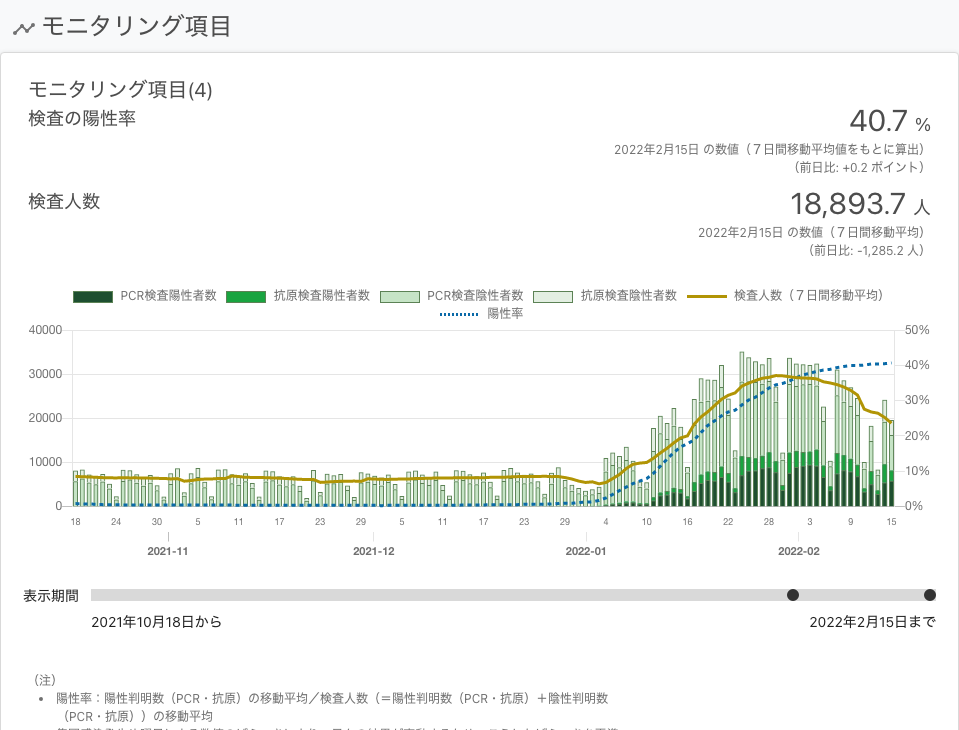 モニタリング項目
モニタリング項目(4)
検査の陽性率
40.7 %
2022年2月15日 の数値（７日間移動平均値をもとに算出）
（前日比: +0.2 ポイント）
検査人数
18,893.7 人
2022年2月15日 の数値（７日間移動平均）
（前日比: -1,285.2 人）
PCR検査陽性者数 抗原検査陽性者数 PCR検査陰性者数 抗原検査陰性者数 検査人数（７日間移動平均）
陽性率
40000 50%
40%
30000
30%
20000
20%
10000
10%
0 0%
18 24 30 5 11 17 23 29 5 11 17 23 29 4 10 16 22 28 3 9 15
2021-11 2021-12 2022-01 2022-02
表示期間
2021年10月18日から 2022年2月15日まで
（注）
• 陽性率：陽性判明数（PCR・抗原）の移動平均／検査人数（＝陽性判明数（PCR・抗原）＋陰性判明数
（PCR・抗原））の移動平均